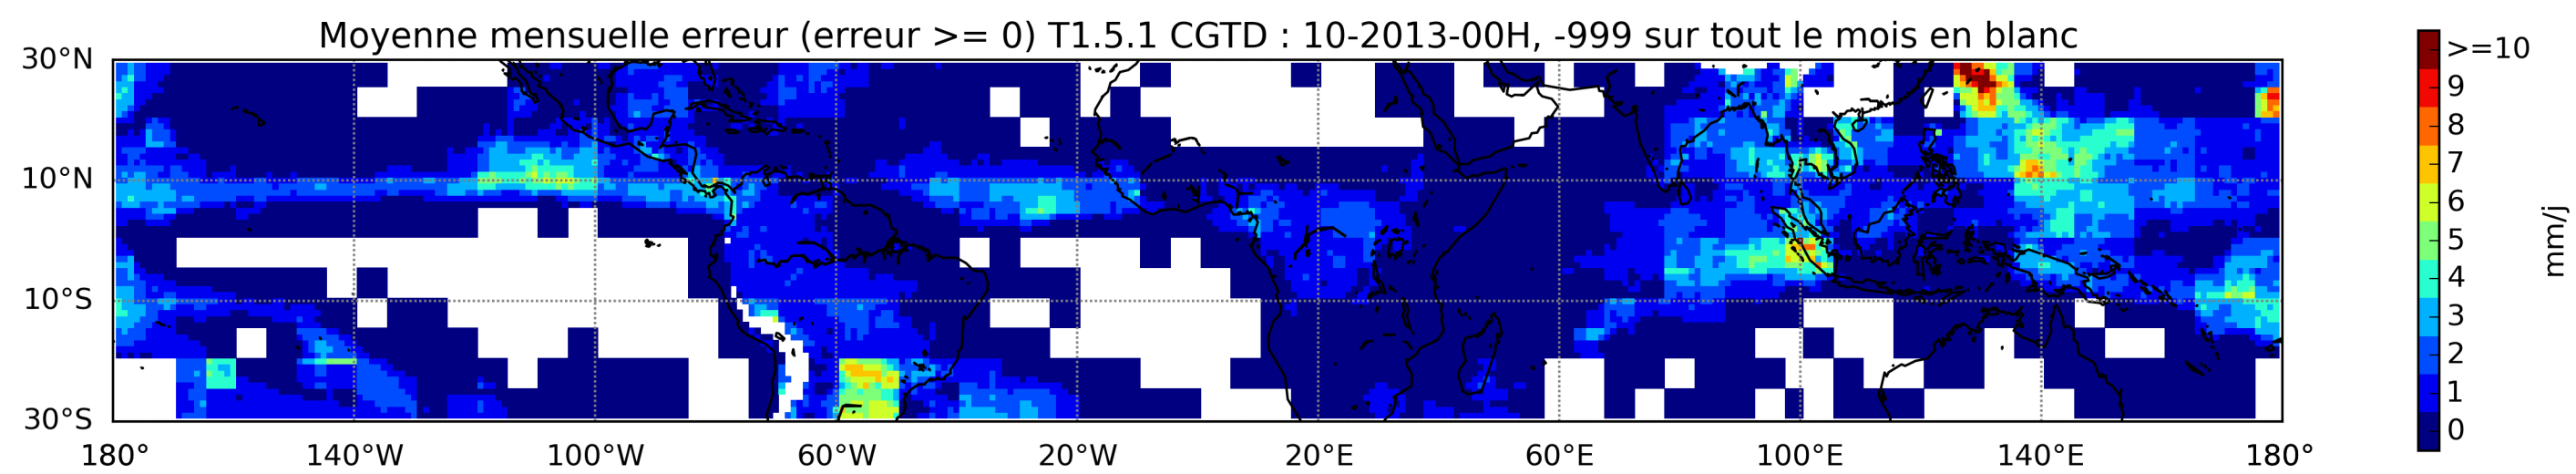 Moyenne mensuelle erreur (erreur >= 0) T1.5.1 CGTD : 10-2013-00H, -999 sur tout le mois en blanc
30°N
10°N
10°S
30°S
180° 140°W 100°W 60°W 20°W 20°E 60°E 100°E 140°E 180°
>=10
9
8
7
6
5
4
3
2
1
0
mm/j